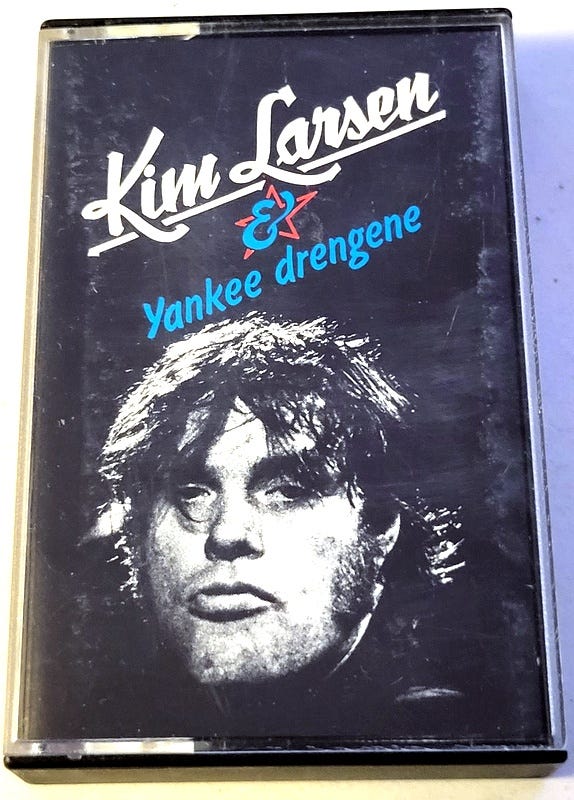 Kim Larsen
&
Yankee drengene